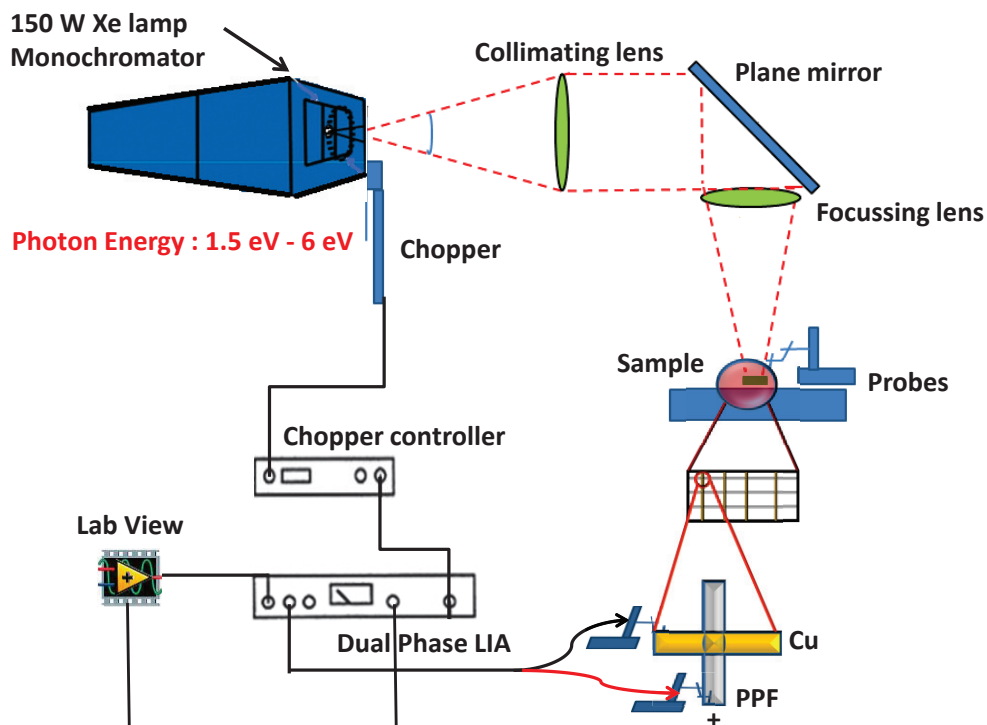 150 W Xe lamp
Monochromator
Collimating lens
Plane mirror
Focussing lens
Photon Energy : 1.5 eV - 6 eV
Chopper
Sample
Probes
Chopper controller
Lab View
Dual Phase LIA
Cu
PPF
+